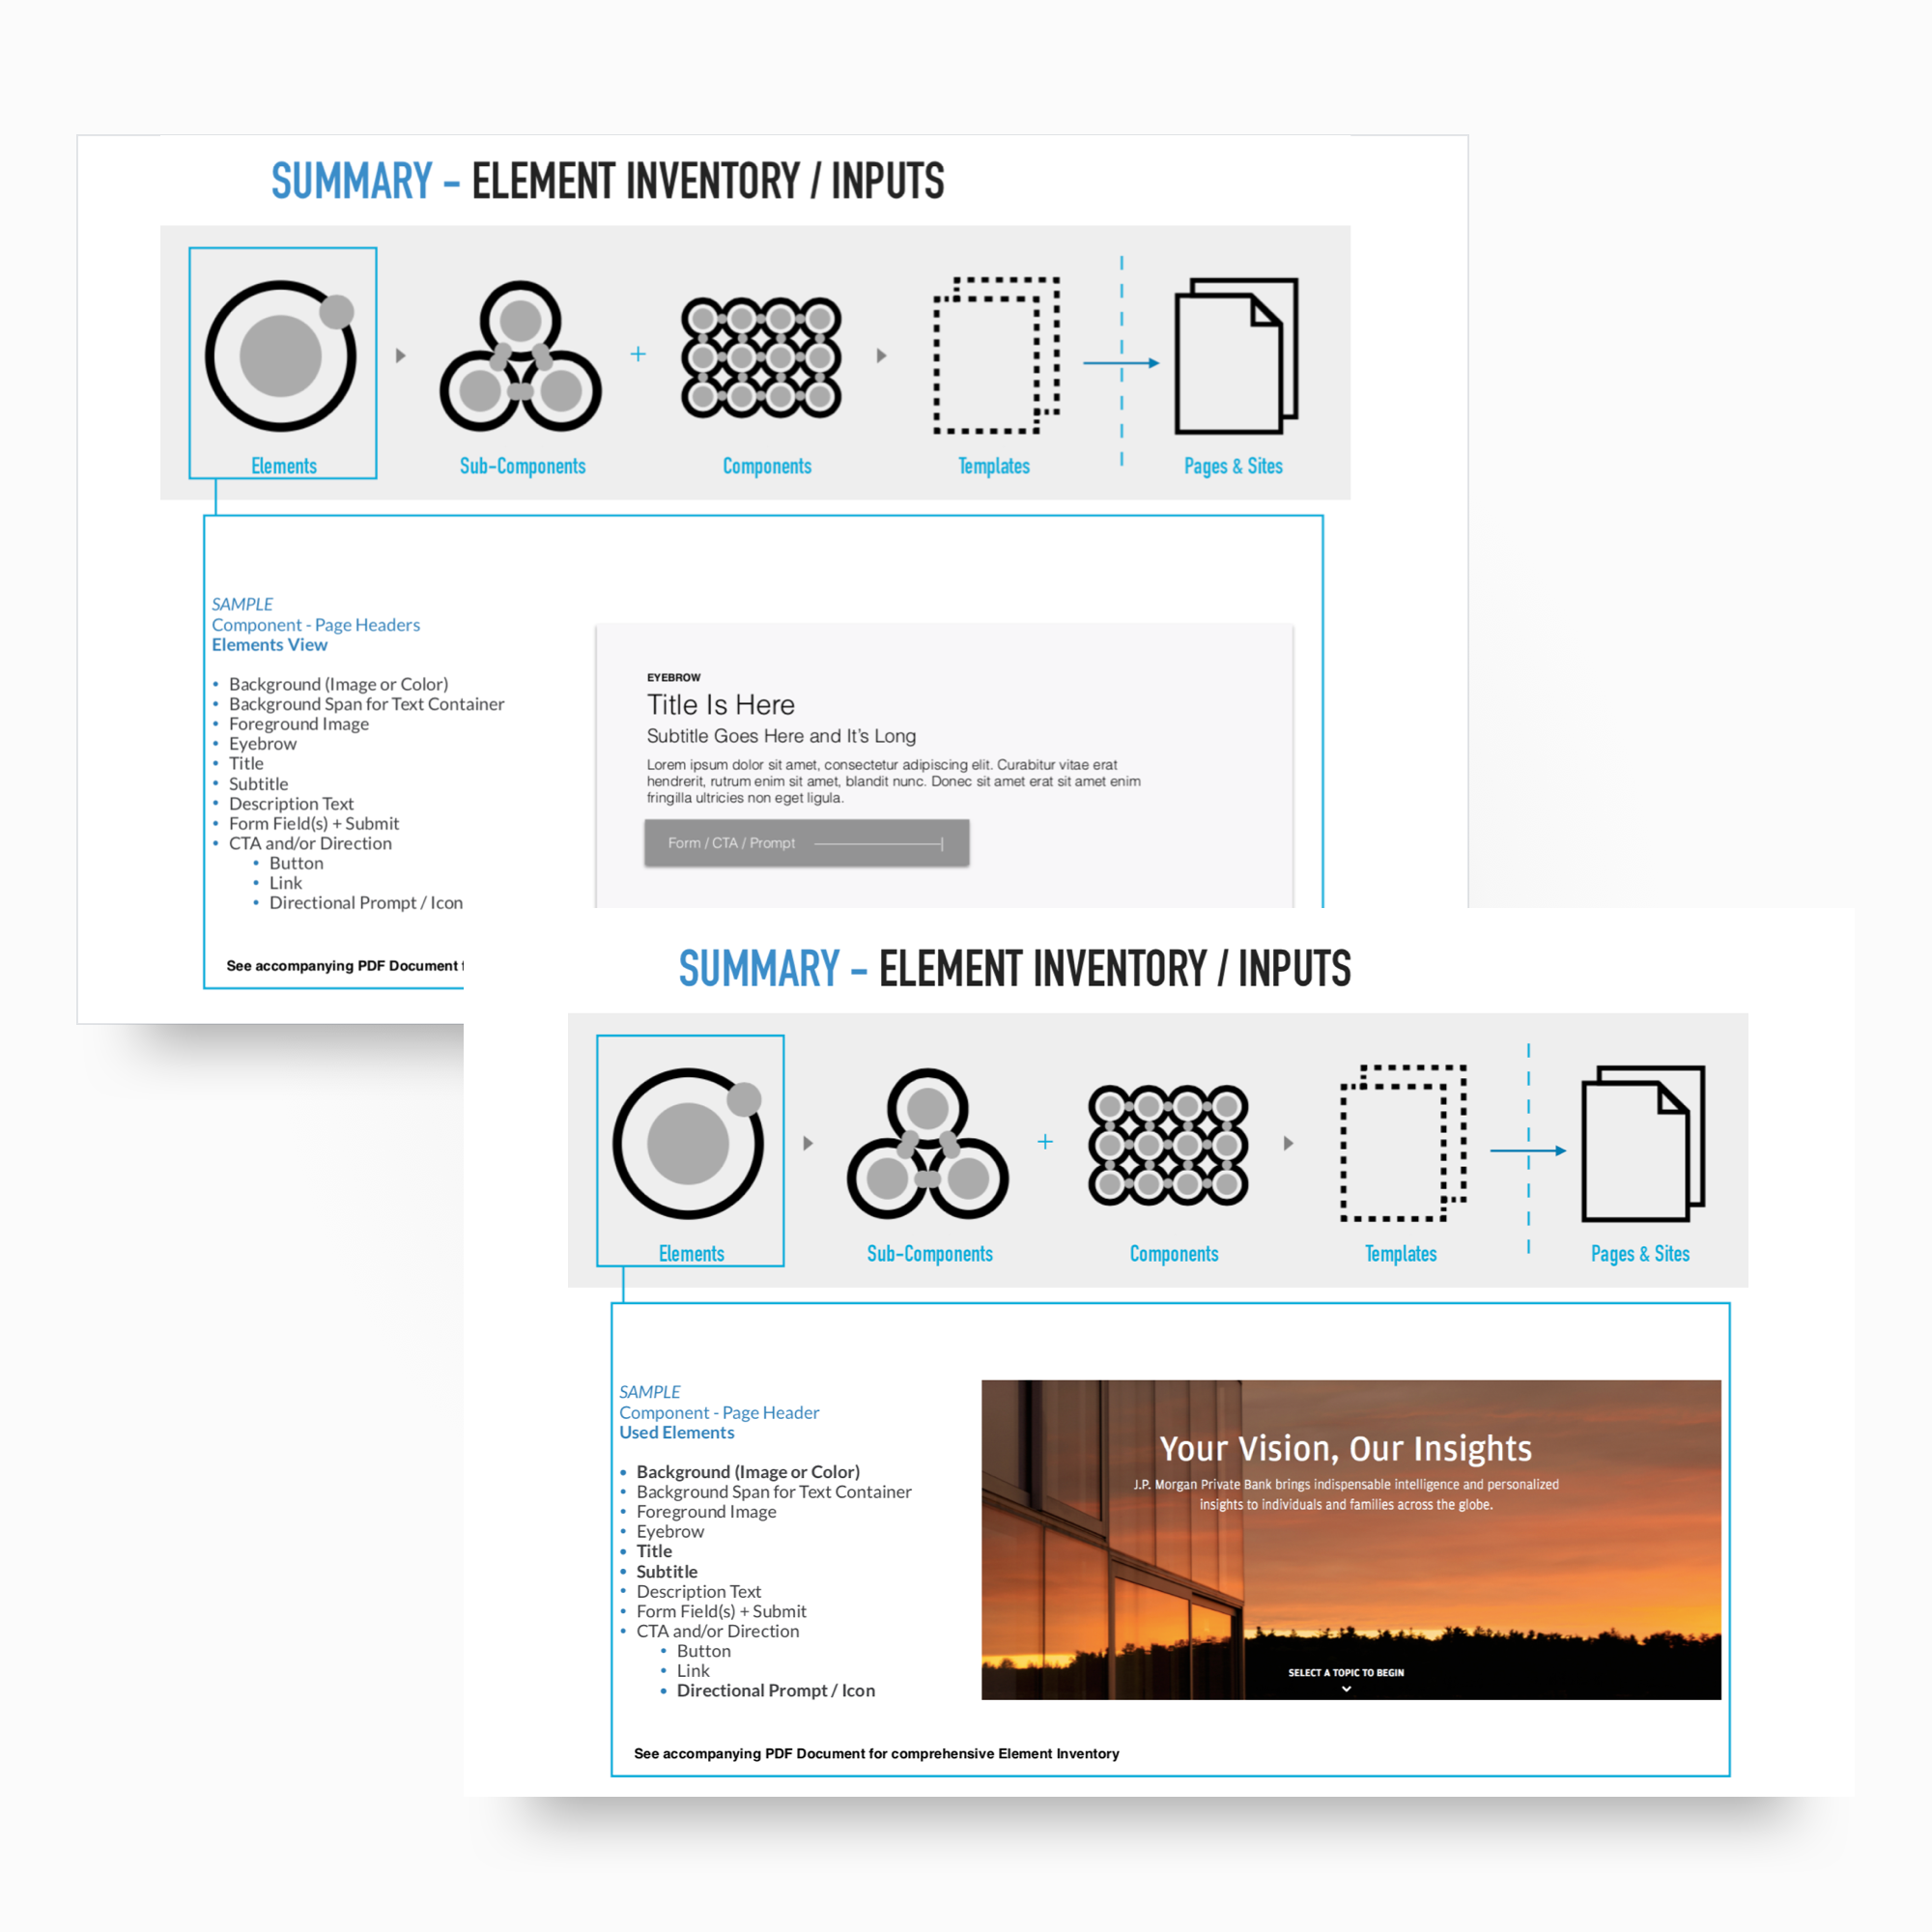 SUMMARY – ELEMENT INVENTORY / INPUTS
Elements
Sub-Components
+
Components
Templates
Pages & Sites
SAMPLE
Component - Page Headers
Elements View
• Background (Image or Color)
• Background Span for Text Container
• Foreground Image
• Eyebrow
• Title
• Subtitle
• Description Text
• Form Field(s) + Submit
• CTA and/or Direction
• Button
• Link
• Directional Prompt / Icon
EYEBROW
Title Is Here
Subtitle Goes Here and It's Long
Lorem ipsum dolor sit amet, consectetur adipiscing elit. Curabitur vitae erat
hendrerit, rutrum enim sit amet, blandit nunc. Donec sit amet erat sit amet enim
fringilla ultricies non eget ligula.
Form / CTA / Prompt
See accompanying PDF Document
SUMMARY – ELEMENT INVENTORY / INPUTS
Elements
Sub-Components
+
Components
Templates
Pages & Sites
SAMPLE
Component - Page Header
Used Elements
• Background (Image or Color)
• Background Span for Text Container
• Foreground Image
• Eyebrow
• Title
• Subtitle
• Description Text
• Form Field(s) + Submit
• CTA and/or Direction
• Button
• Link
• Directional Prompt / Icon
Your Vision, Our Insights
J.P. Morgan Private Bank brings indispensable intelligence and personalized
insights to individuals and families across the globe.
SELECT A TOPIC TO BEGIN
See accompanying PDF Document for comprehensive Element Inventory